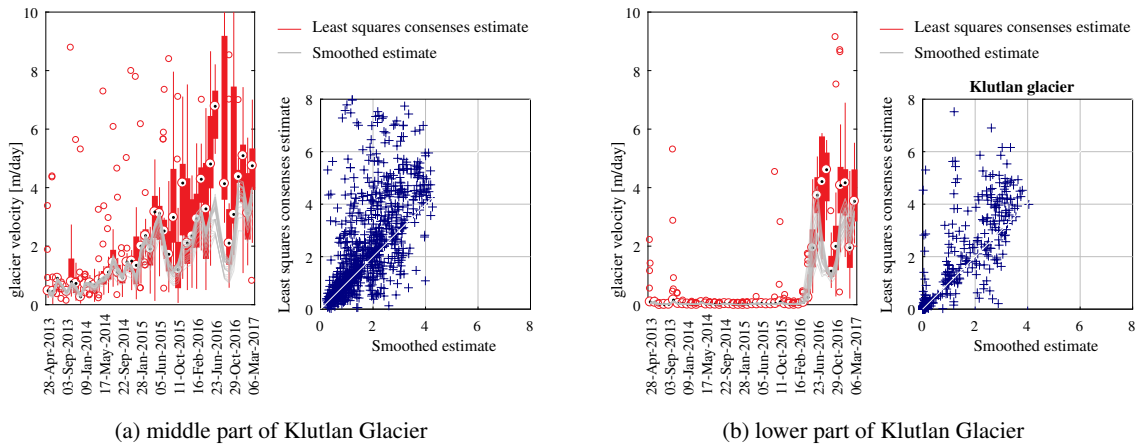 Least squares consenses estimate
Smoothed estimate
glacier velocity [m/day]
10
8
6
4
2
0
28-Apr-2013
03-Sep-2013
09-Jan-2014
17-May-2014
22-Sep-2014
28-Jan-2015
05-Jun-2015
11-Oct-2015
16-Feb-2016
23-Jun-2016
29-Oct-2016
06-Mar-2017
Least squares consenses estimate
8
6
4
2
0
0 2 4 6 8
Smoothed estimate
(a) middle part of Klutlan Glacier
Least squares consenses estimate
Smoothed estimate
glacier velocity [m/day]
10
8
6
4
2
0
28-Apr-2013
03-Sep-2013
09-Jan-2014
17-May-2014
22-Sep-2014
28-Jan-2015
05-Jun-2015
11-Oct-2015
16-Feb-2016
23-Jun-2016
29-Oct-2016
06-Mar-2017
Klutlan glacier
Least squares consenses estimate
8
6
4
2
0
0 2 4 6 8
Smoothed estimate
(b) lower part of Klutlan Glacier